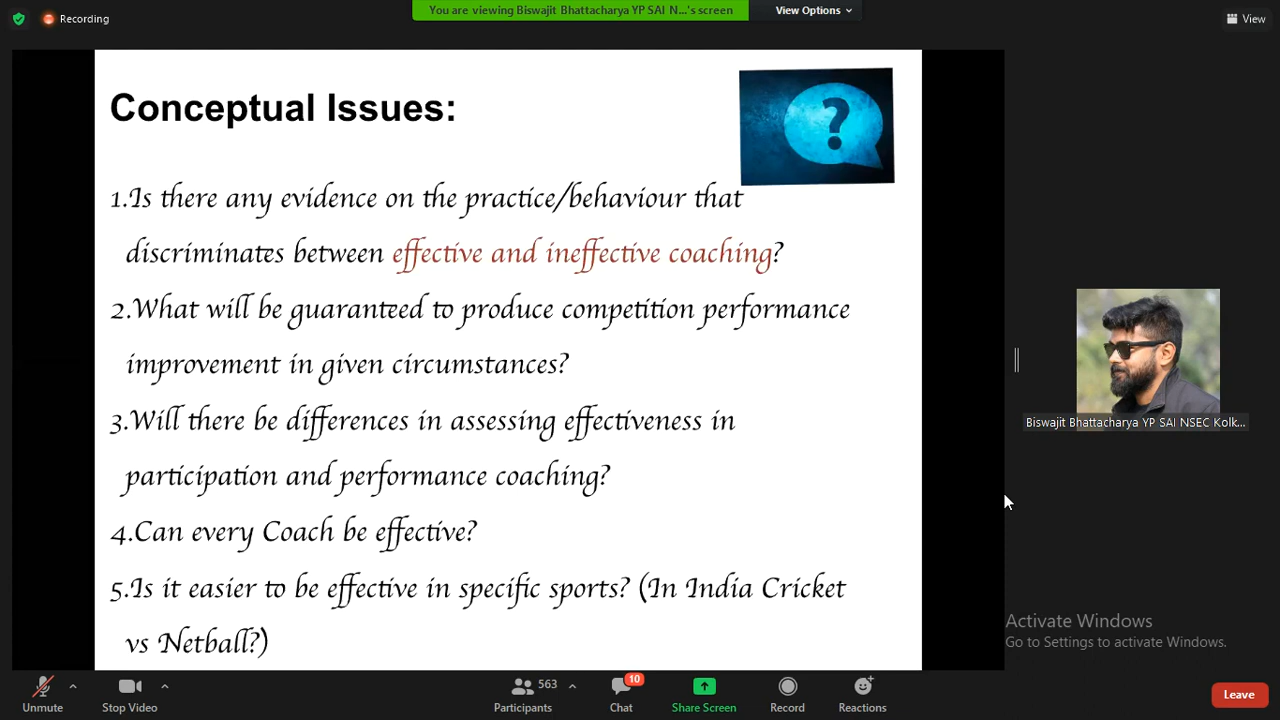 Recording
You are viewing Biswajit Bhattacharya YP SAI N...'s screen
View Options
View
Conceptual Issues:
?
1.Is there any evidence on the practice/behaviour that
discriminates between effective and ineffective coaching?
2.What will be guaranteed to produce competition performance
improvement in given circumstances?
3.Will there be differences in assessing effectiveness in
participation and performance coaching?
4.Can every Coach be effective?
5.Is it easier to be effective in specific sports? (In India Cricket
vs Netball?)
Biswajit Bhattacharya YP SAI NSEC Kolk...
Activate Windows
Go to Settings to activate Windows.
Unmute
Stop Video
563
Participants
10
Chat
Share Screen
Record
Reactions
Leave